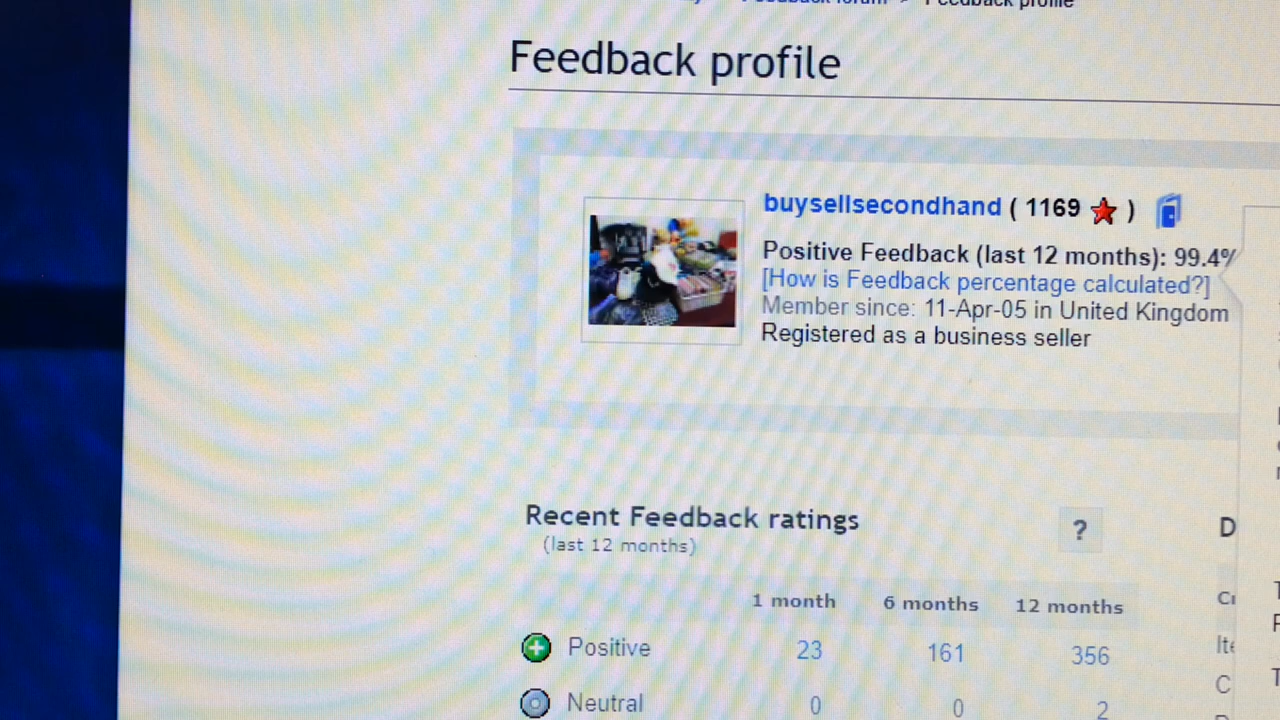 Feedback profile
Feedback profile
buysellsecondhand ( 1169 )
Positive Feedback (last 12 months): 99.4%
[How is Feedback percentage calculated?]
Member since: 11-Apr-05 in United Kingdom
Registered as a business seller
Recent Feedback ratings ?
(last 12 months)
1 month 6 months 12 months
Positive 23 161 356
Neutral 0 0 2